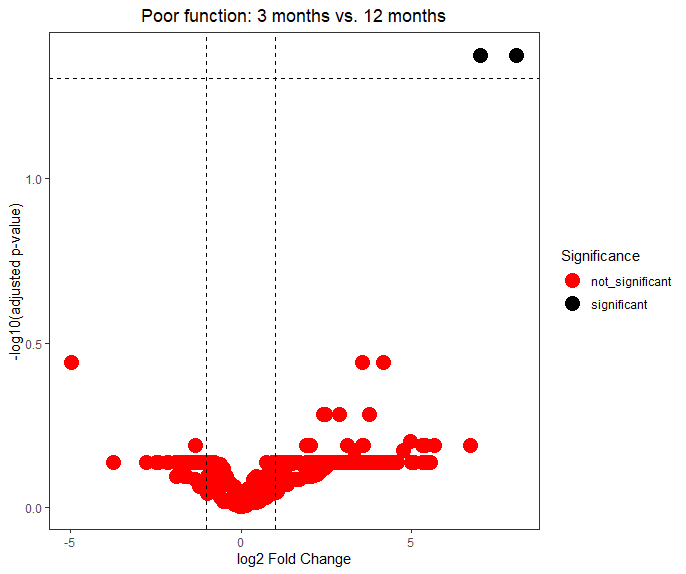 Poor function: 3 months vs. 12 months
-log10(adjusted p-value)
1.0
0.5
0.0
-5
0
5
log2 Fold Change
Significance
not_significant
significant